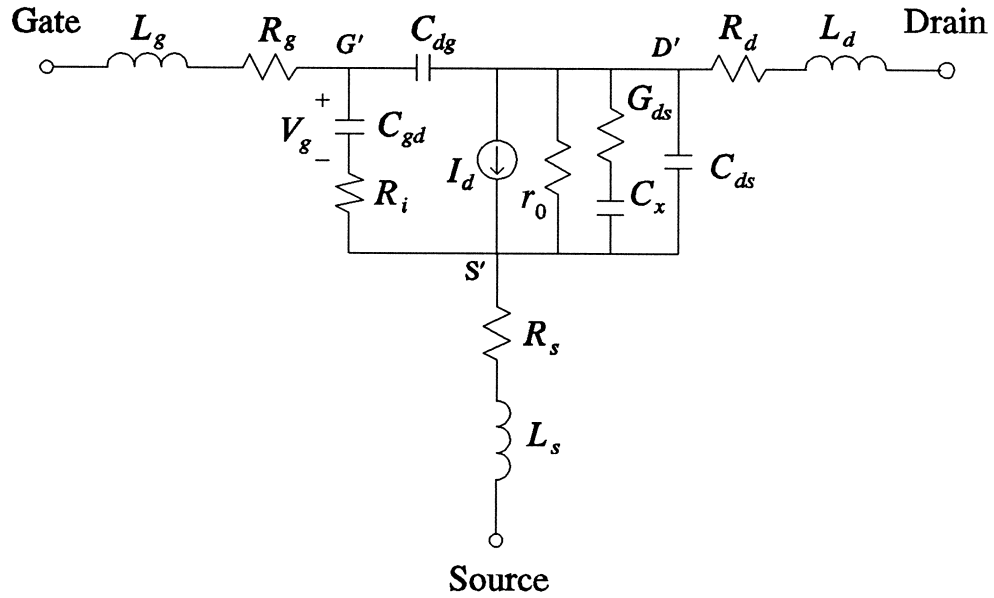 Gate
L_g
R_g
G'
C_dg
D'
R_d
L_d
Drain
+
V_g
−
C_gd
R_i
I_d
r_0
G_ds
C_x
C_ds
S'
R_s
L_s
Source